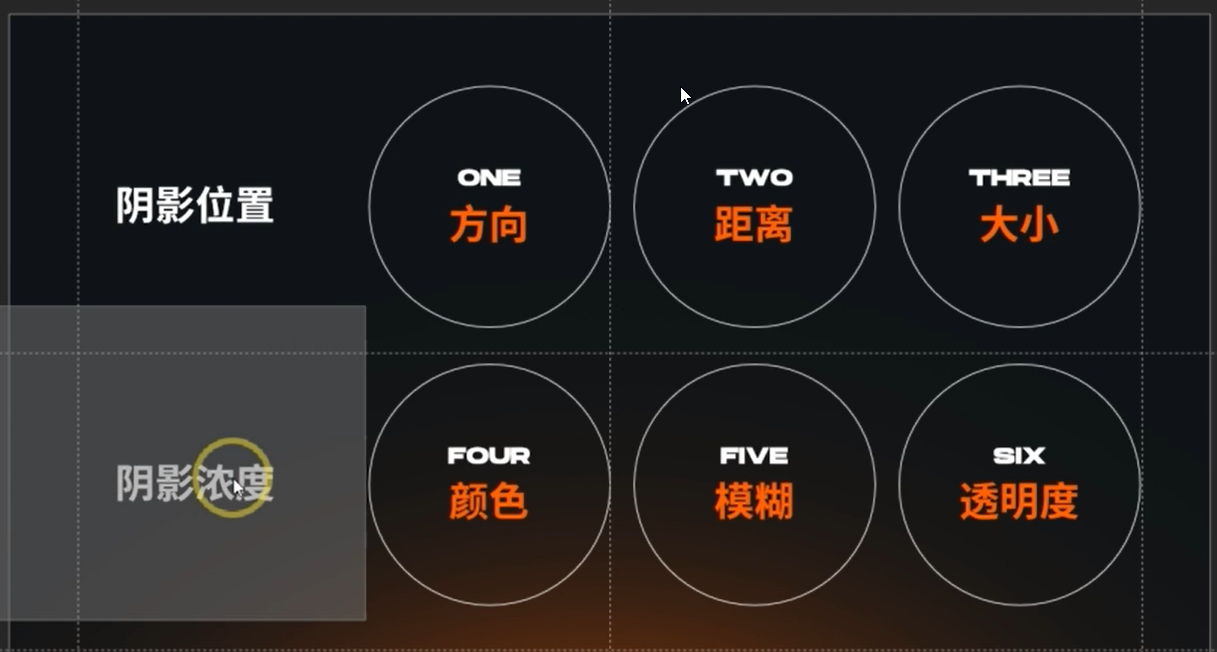 阴影位置
ONE
方向
TWO
距离
THREE
大小
阴影浓度
FOUR
颜色
FIVE
模糊
SIX
透明度